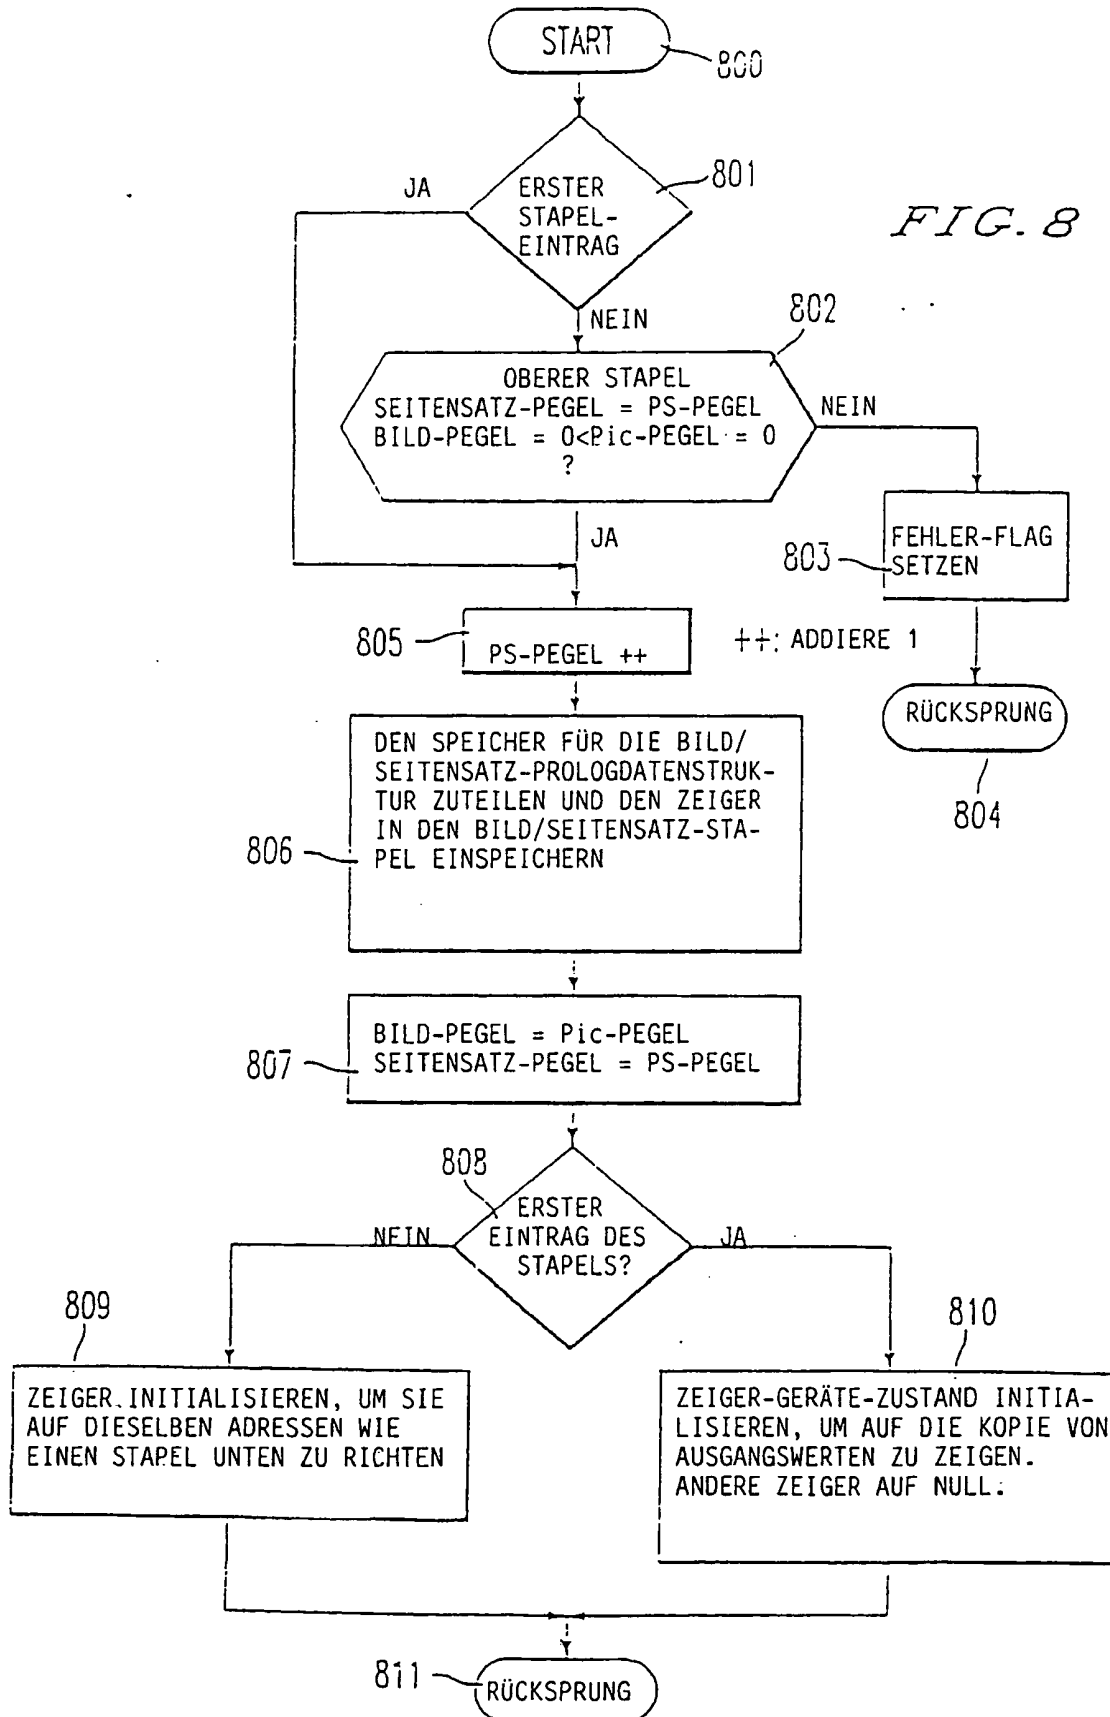 START
800
801
JA
ERSTER
STAPEL-
EINTRAG
FIG. 8
NEIN
802
OBERER STAPEL
SEITENSATZ-PEGEL = PS-PEGEL
BILD-PEGEL = 0<Pic-PEGEL = 0
?
NEIN
JA
803
FEHLER-FLAG
SETZEN
805
PS-PEGEL ++
++: ADDIERE 1
RÜCKSPRUNG
804
DEN SPEICHER FÜR DIE BILD/
SEITENSATZ-PROLOGDATENSTRUK-
TUR ZUTEILEN UND DEN ZEIGER
IN DEN BILD/SEITENSATZ-STA-
PEL EINSPEICHERN
806
BILD-PEGEL = Pic-PEGEL
SEITENSATZ-PEGEL = PS-PEGEL
807
808
ERSTER
EINTRAG DES
STAPELS?
NEIN
JA
809
810
ZEIGER INITIALISIEREN, UM SIE
AUF DIESELBEN ADRESSEN WIE
EINEN STAPEL UNTEN ZU RICHTEN
ZEIGER-GERÄTE-ZUSTAND INITIA-
LISIEREN, UM AUF DIE KOPIE VON
AUSGANGSWERTEN ZU ZEIGEN.
ANDERE ZEIGER AUF NULL.
811
RÜCKSPRUNG